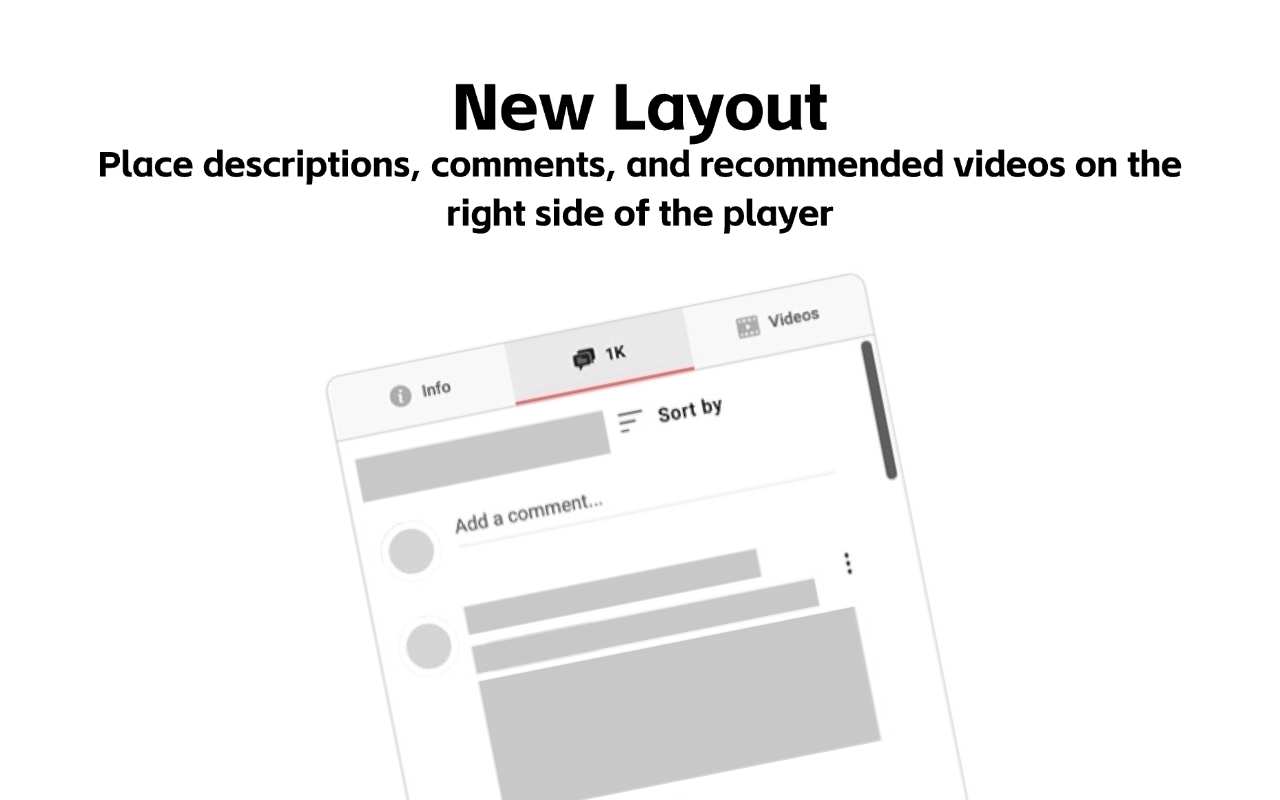 New Layout
Place descriptions, comments, and recommended videos on the
right side of the player
Info
1K
Videos
Sort by
Add a comment...